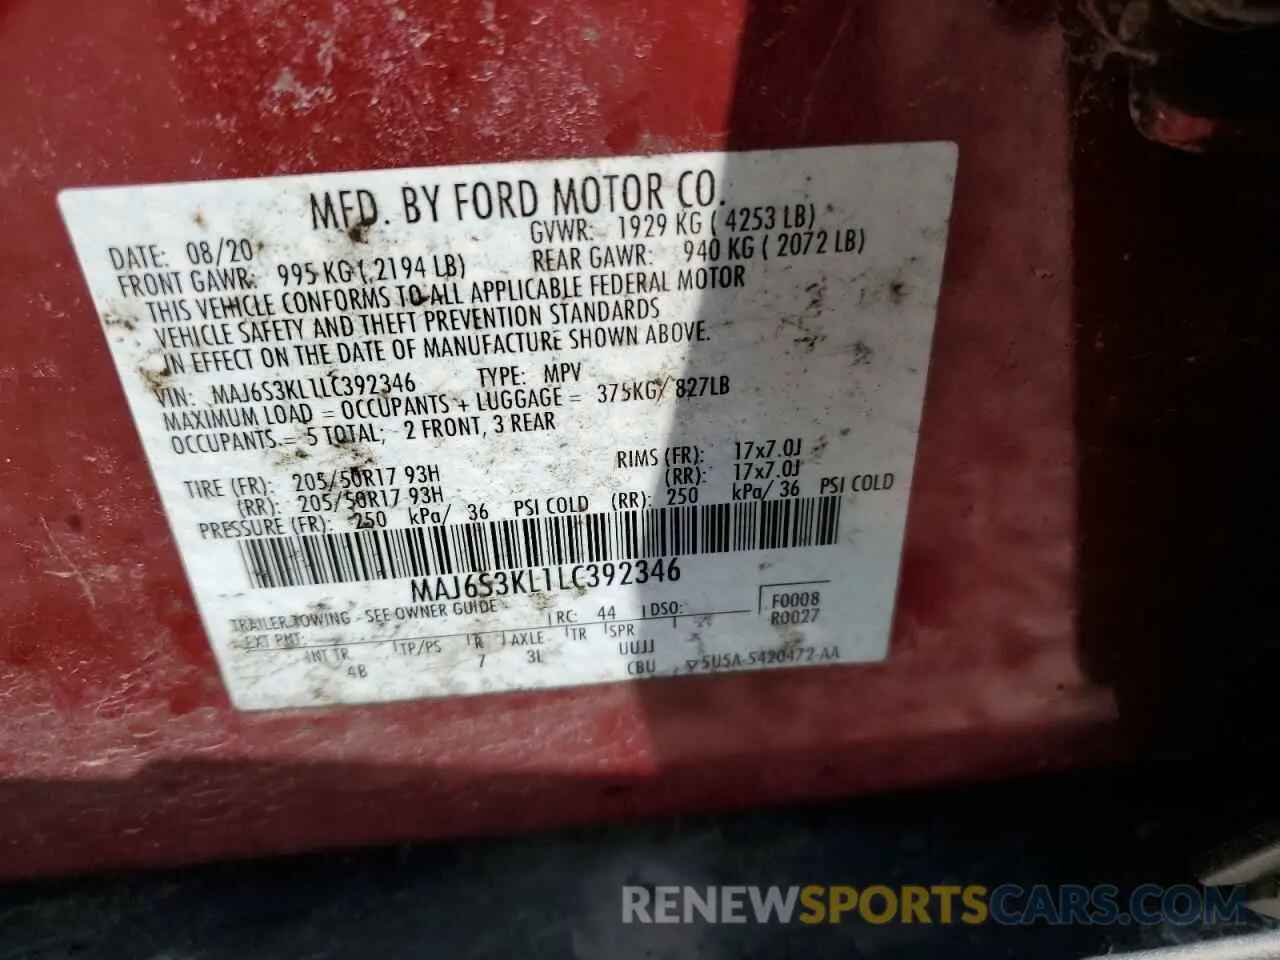 MFD. BY FORD MOTOR CO.
DATE: 08/20 GVWR: 1929 KG ( 4253 LB)
FRONT GAWR: 995 KG ( 2194 LB) REAR GAWR: 940 KG ( 2072 LB)
THIS VEHICLE CONFORMS TO ALL APPLICABLE FEDERAL MOTOR
VEHICLE SAFETY AND THEFT PREVENTION STANDARDS
IN EFFECT ON THE DATE OF MANUFACTURE SHOWN ABOVE.
VIN: MAJ6S3KL1LC392346 TYPE: MPV
MAXIMUM LOAD = OCCUPANTS + LUGGAGE = 375KG/ 827LB
OCCUPANTS = 5 TOTAL; 2 FRONT, 3 REAR
TIRE (FR): 205/50R17 93H RIMS (FR): 17x7.0J
(RR): 205/50R17 93H (RR): 17x7.0J
PRESSURE (FR): 250 kPa/ 36 PSI COLD (RR): 250 kPa/ 36 PSI COLD
MAJ6S3KL1LC392346
TRAILER TOWING - SEE OWNER GUIDE RC: 44 DSO: F0008
EXT PNT: R0027
INT TR TP/PS R AXLE TR SPR
4B 7 3L UUJJ
CBU 5U5A-5420472-AA
RENEWSPORTSCARS.COM